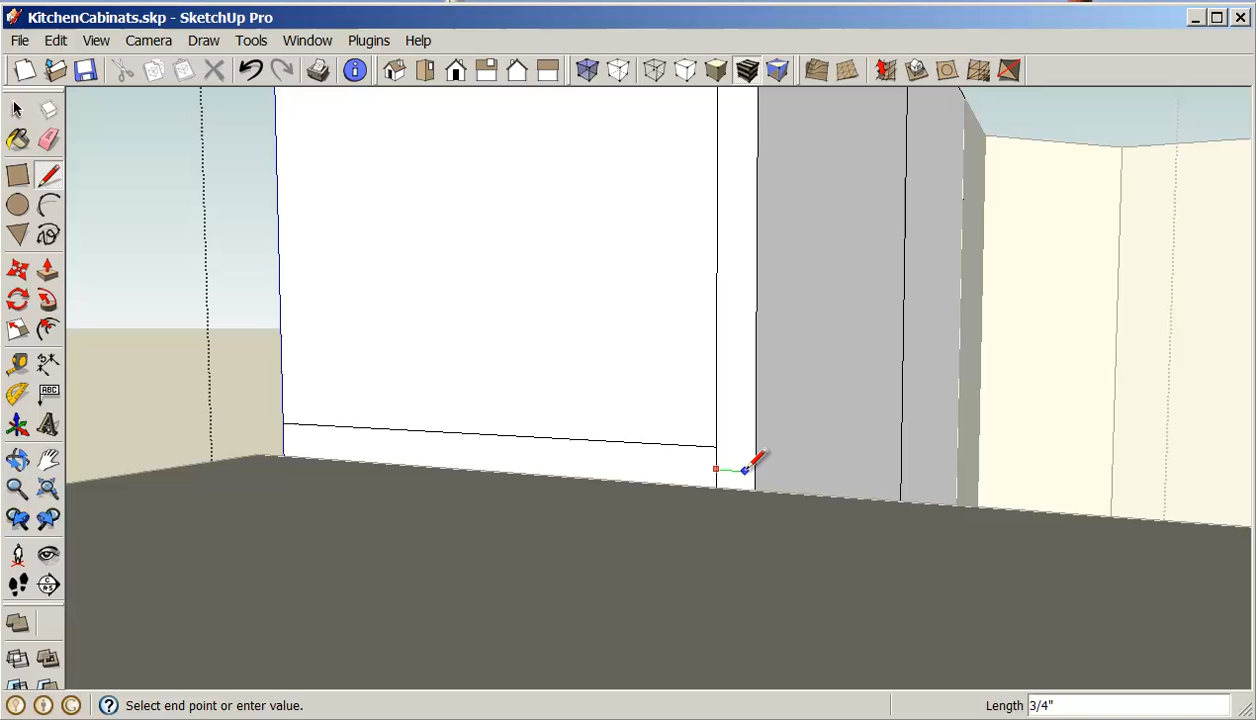 KitchenCabinats.skp - SketchUp Pro
File Edit View Camera Draw Tools Window Plugins Help
ABC
Select end point or enter value. Length 3/4"